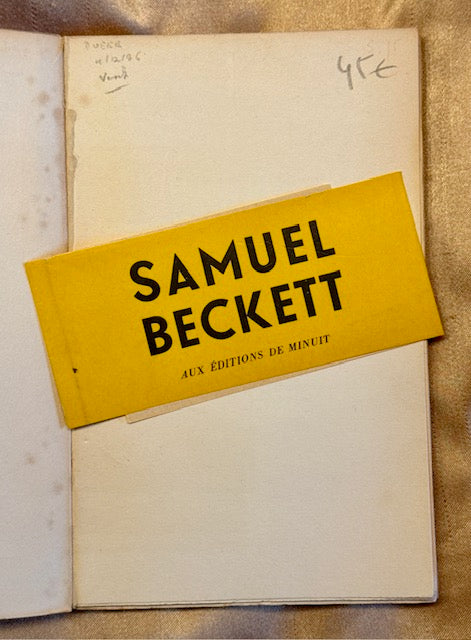 45€
SAMUEL
BECKETT
AUX ÉDITIONS DE MINUIT